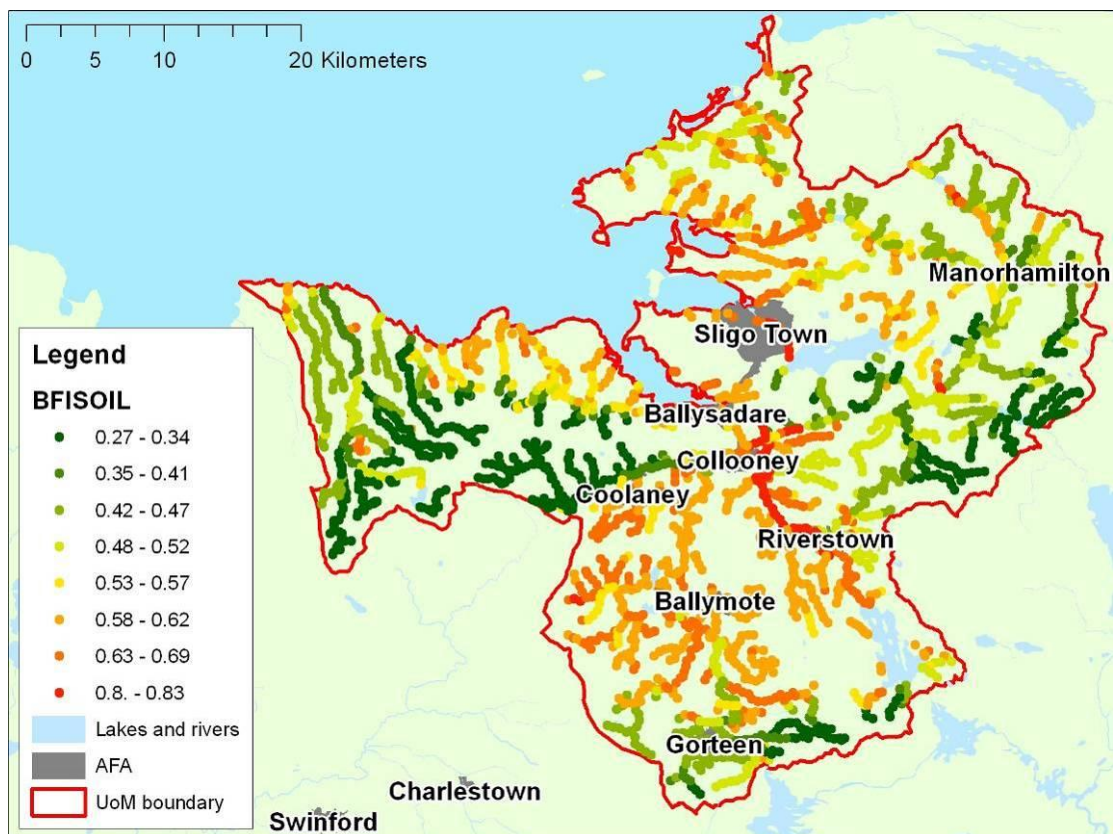 0 5 10 20 Kilometers
Manorhamilton
Sligo Town
Ballysadare
Collooney
Coolaney
Riverstown
Ballymote
Gorteen
Charlestown
Swinford
Legend
BFISOIL
0.27 - 0.34
0.35 - 0.41
0.42 - 0.47
0.48 - 0.52
0.53 - 0.57
0.58 - 0.62
0.63 - 0.69
0.8. - 0.83
Lakes and rivers
AFA
UoM boundary